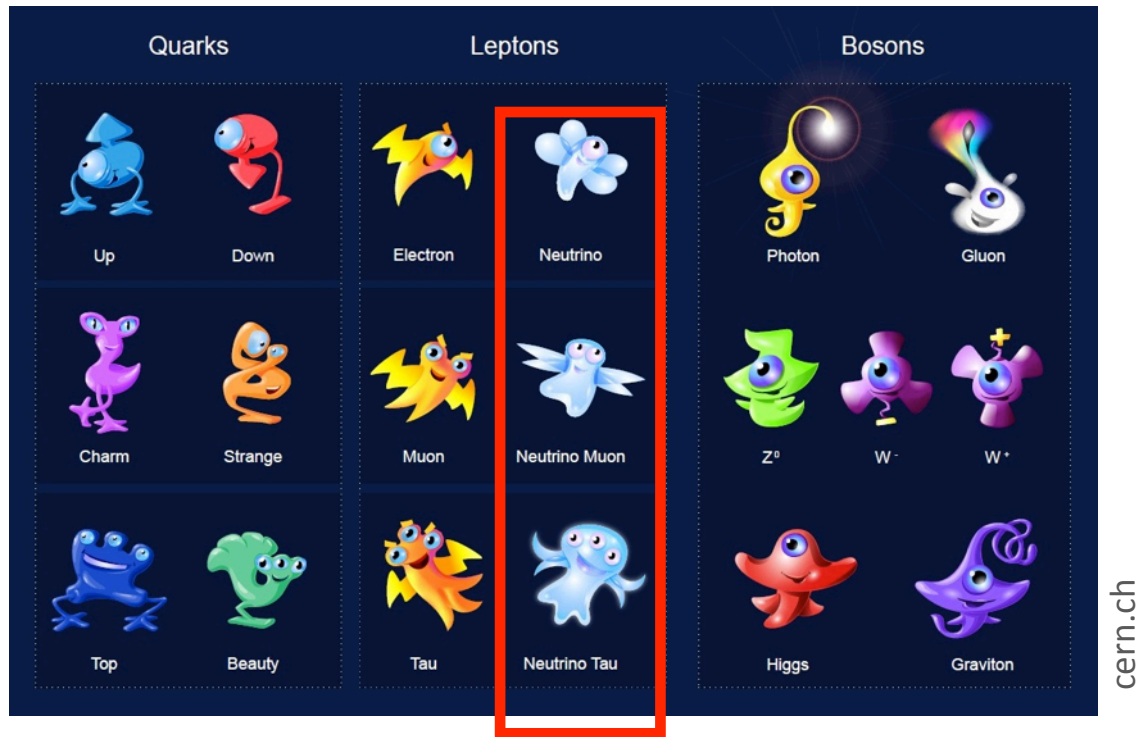 Quarks
Leptons
Bosons
Up
Down
Electron
Neutrino
Photon
Gluon
Charm
Strange
Muon
Neutrino Muon
Z⁰
W⁻
W⁺
Top
Beauty
Tau
Neutrino Tau
Higgs
Graviton
cern.ch